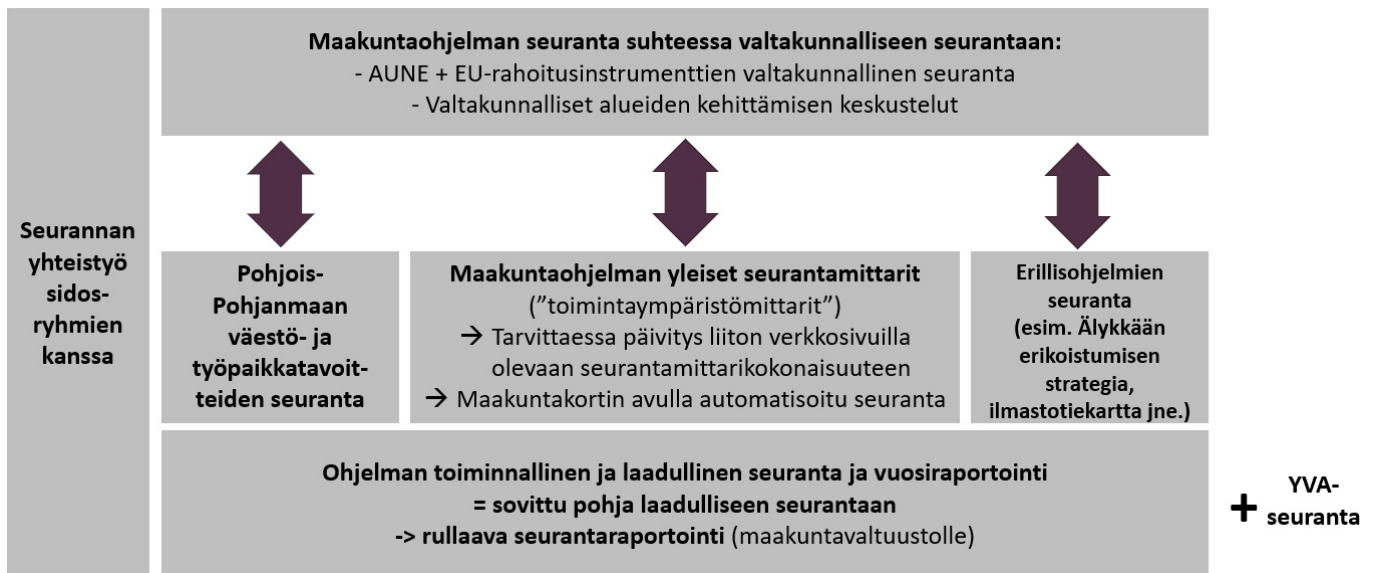 Seurannan
yhteistyö
sidos-
ryhmien
kanssa
Maakuntaohjelman seuranta suhteessa valtakunnalliseen seurantaan:
- AUNE + EU-rahoitusinstrumenttien valtakunnallinen seuranta
- Valtakunnalliset alueiden kehittämisen keskustelut
Pohjois-
Pohjanmaan
väestö- ja
työpaikkatavoit-
teiden seuranta
Maakuntaohjelman yleiset seurantamittarit
("toimintaympäristömittarit")
→ Tarvittaessa päivitys liiton verkkosivuilla
olevaan seurantamittarikokonaisuuteen
→ Maakuntakortin avulla automatisoitu seuranta
Erillisohjelmien
seuranta
(esim. Älykkään
erikoistumisen
strategia,
ilmastotiekartta jne.)
Ohjelman toiminnallinen ja laadullinen seuranta ja vuosiraportointi
= sovittu pohja laadulliseen seurantaan
-> rullaava seurantaraportointi (maakuntavaltuustolle)
+ YVA-
seuranta